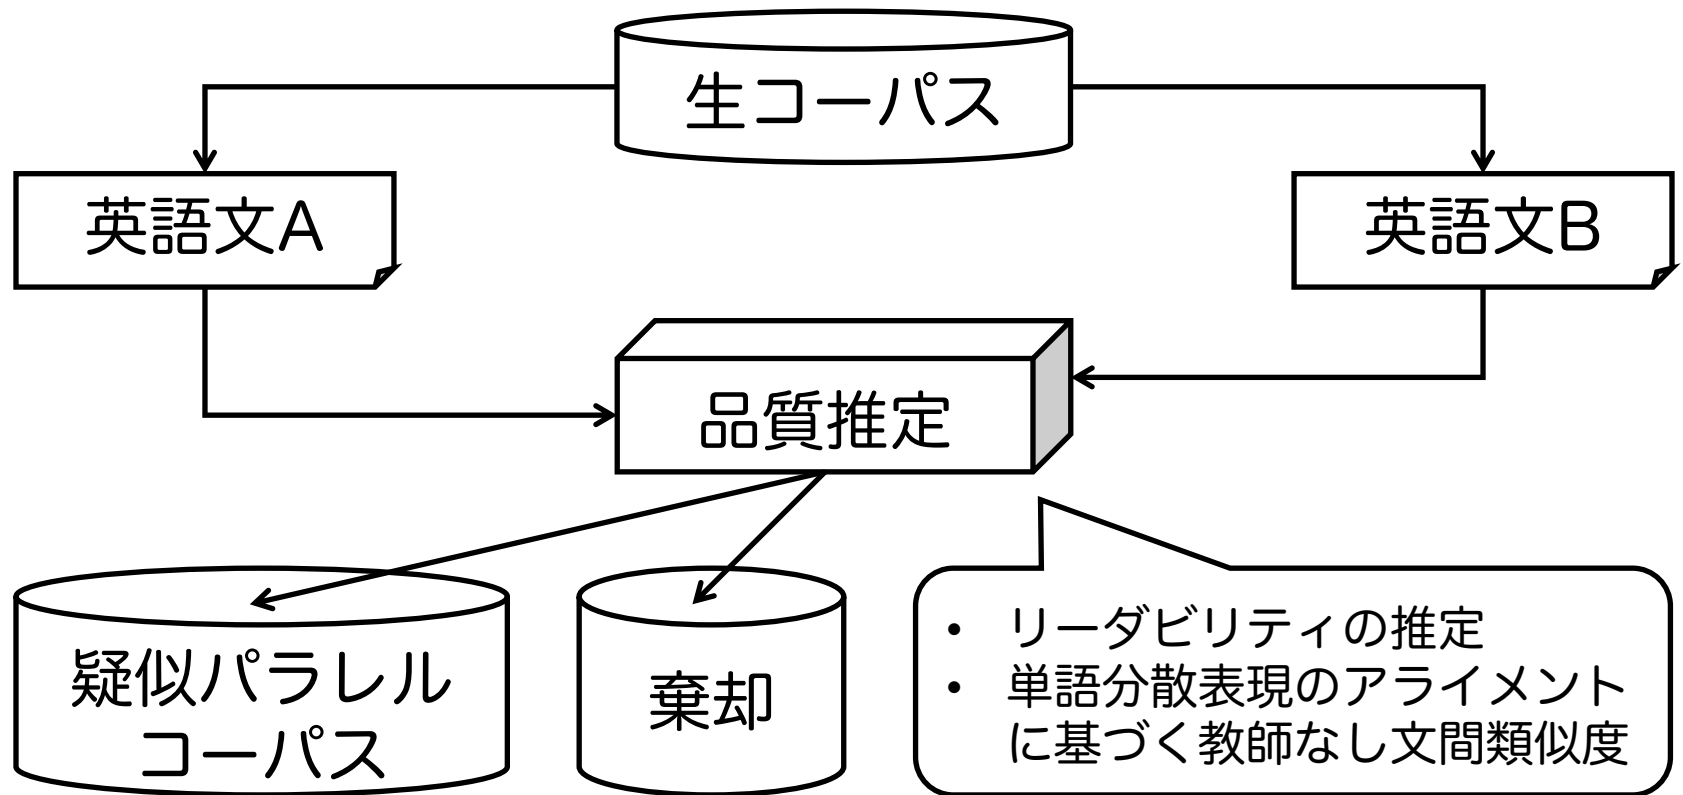 生コーパス
英語文A
英語文B
品質推定
疑似パラレル
コーパス
棄却
• リーダビリティの推定
• 単語分散表現のアライメント
に基づく教師なし文間類似度